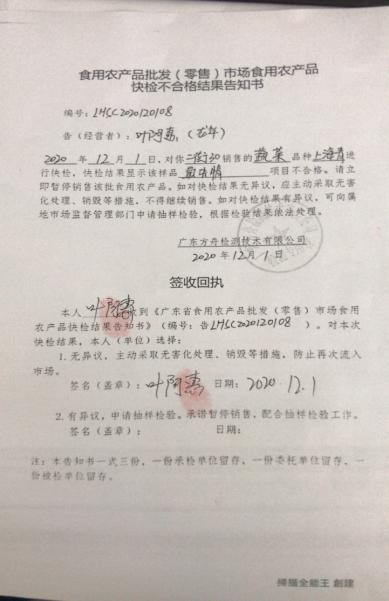 食用农产品批发（零售）市场食用农产品
快检不合格结果告知书
编号：LHSC2020120108
告（经营者）：叶阿嘉：
2020 年 12 月 1 日，对你 销售的 蔬菜 品种 上海青 进
行快检，快检结果显示该样品 项目不合格。请立
即暂停销售该批食用农产品。如对快检结果无异议，应主动采取无害
化处理、销毁等措施，不得继续销售。如对快检结果有异议，可向属
地市场监督管理部门申请抽样检验，根据检验结果依法处理。
广东方舟检测技术有限公司
2020 年 12 月 1 日
签收回执
本人 叶阿嘉 收到《广东省食用农产品批发（零售）市场食用
农产品快检结果告知书》（编号：告LHSC2020120108）。对本次
快检结果，本人（单位）选择：
1.无异议，主动采取无害化处理、销毁等措施，防止再次流入
市场。
签名（盖章）：叶阿嘉 日期：2020.12.1
2.有异议，申请抽样检验。承诺暂停销售，配合抽样检验工作。
签名（盖章）： 日期：
注：本告知书一式三份，一份承检单位留存，一份委托单位留存，一
份被检单位留存。
掃描全能王 創建